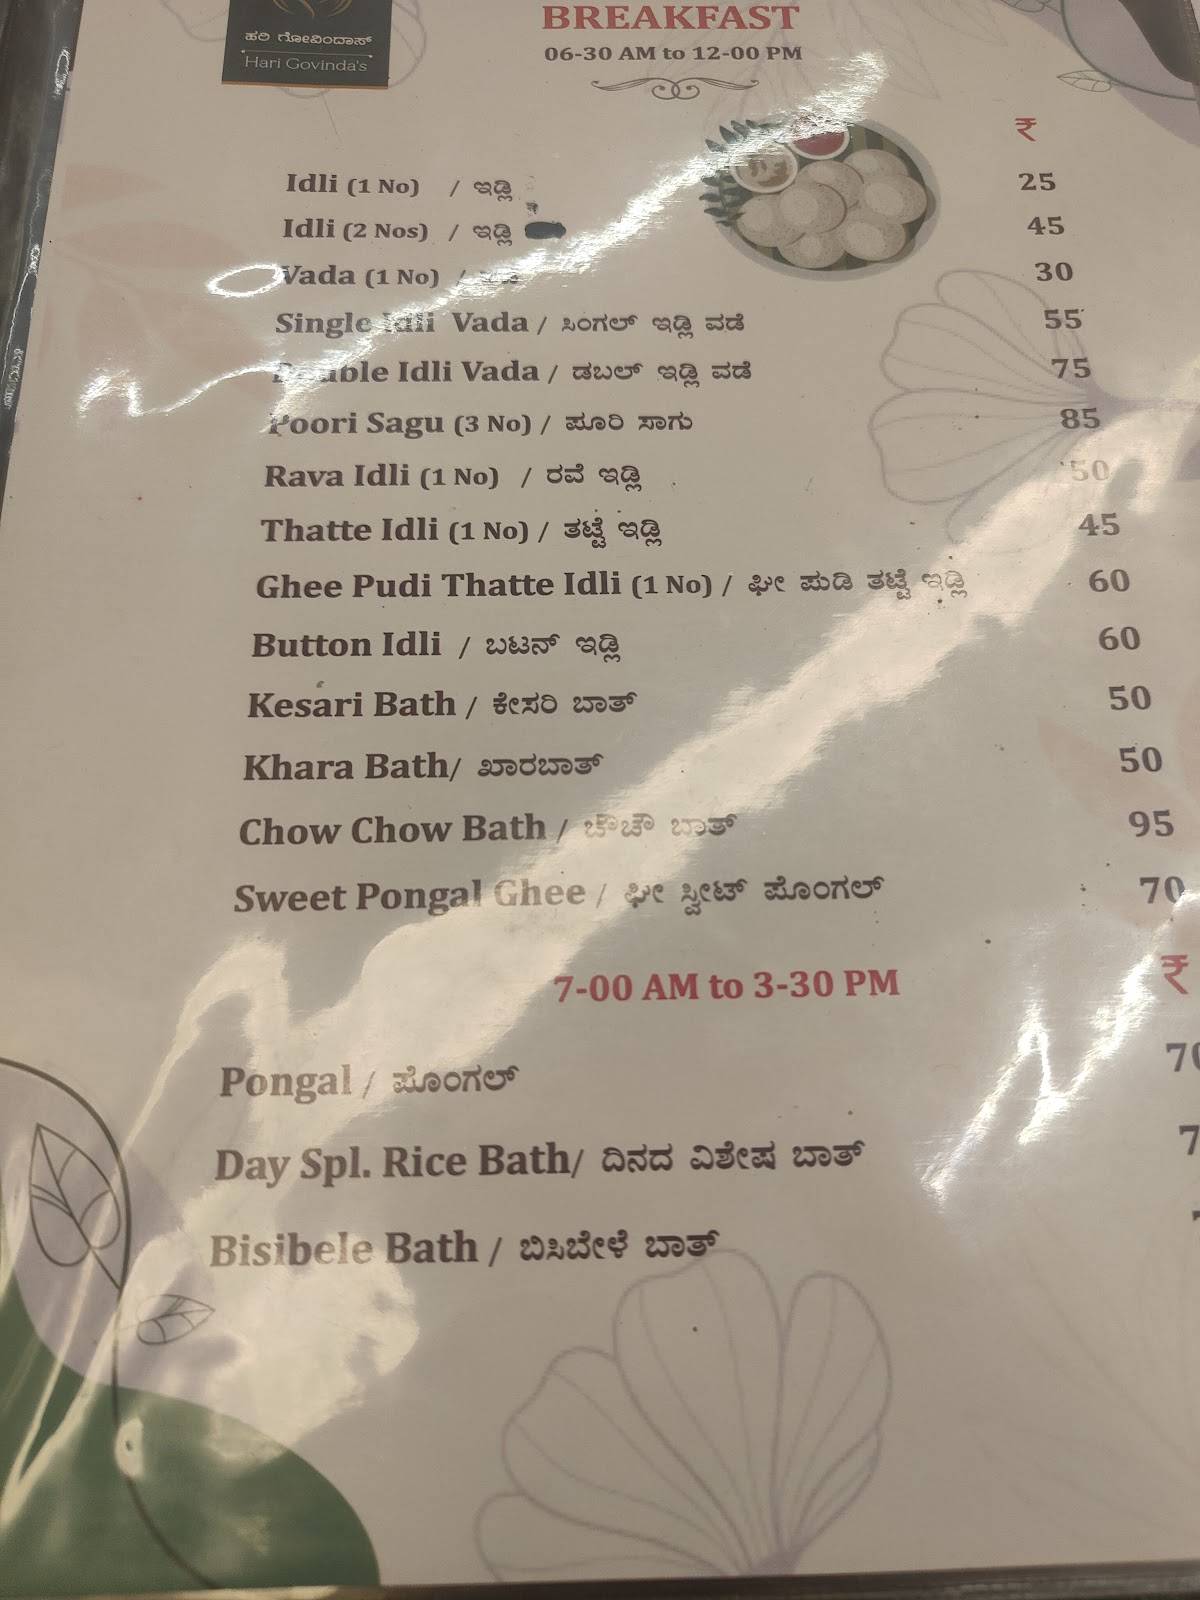 ಹರಿ ಗೋವಿಂದಾಸ್
Hari Govinda's
BREAKFAST
06-30 AM to 12-00 PM
₹
Idli (1 No) / ಇಡ್ಲಿ 25
Idli (2 Nos) / ಇಡ್ಲಿ 45
Vada (1 No) / 30
Single Idli Vada / ಸಿಂಗಲ್ ಇಡ್ಲಿ ವಡೆ 55
Double Idli Vada / ಡಬಲ್ ಇಡ್ಲಿ ವಡೆ 75
Poori Sagu (3 No) / ಪೂರಿ ಸಾಗು 85
Rava Idli (1 No) / ರವೆ ಇಡ್ಲಿ 50
Thatte Idli (1 No) / ತಟ್ಟೆ ಇಡ್ಲಿ 45
Ghee Pudi Thatte Idli (1 No) / ಘೀ ಪುಡಿ ತಟ್ಟೆ ಇಡ್ಲಿ 60
Button Idli / ಬಟನ್ ಇಡ್ಲಿ 60
Kesari Bath / ಕೇಸರಿ ಬಾತ್ 50
Khara Bath/ ಖಾರಬಾತ್ 50
Chow Chow Bath / ಚೌಚೌ ಬಾತ್ 95
Sweet Pongal Ghee / ಘೀ ಸ್ವೀಟ್ ಪೊಂಗಲ್ 70
7-00 AM to 3-30 PM ₹
Pongal / ಪೊಂಗಲ್ 70
Day Spl. Rice Bath/ ದಿನದ ವಿಶೇಷ ಬಾತ್ 7
Bisibele Bath / ಬಿಸಿಬೇಳೆ ಬಾತ್